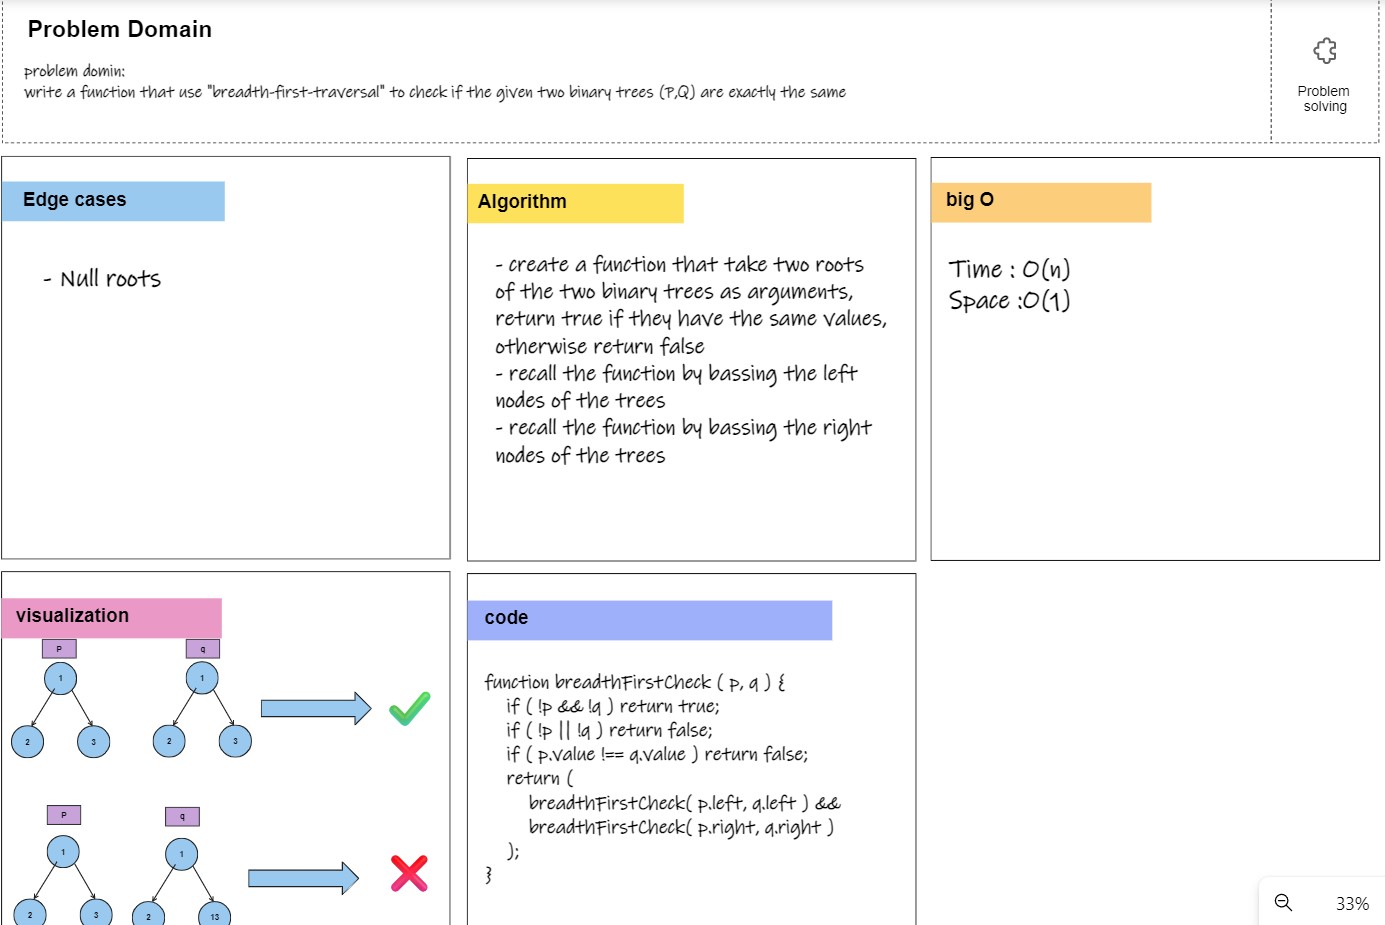 Problem Domain
problem domin:
write a function that use "breadth-first-traversal" to check if the given two binary trees (P,Q) are exactly the same
Problem
solving
Edge cases
- Null roots
Algorithm
- create a function that take two roots
of the two binary trees as arguments,
return true if they have the same values,
otherwise return false
- recall the function by bassing the left
nodes of the trees
- recall the function by bassing the right
nodes of the trees
big O
Time : O(n)
Space :O(1)
visualization
P
q
1
1
2
3
2
3
P
q
1
1
2
3
2
13
code
function breadthFirstCheck ( p, q ) {
if ( !p && !q ) return true;
if ( !p || !q ) return false;
if ( p.value !== q.value ) return false;
return (
breadthFirstCheck( p.left, q.left ) &&
breadthFirstCheck( p.right, q.right )
);
}
33%